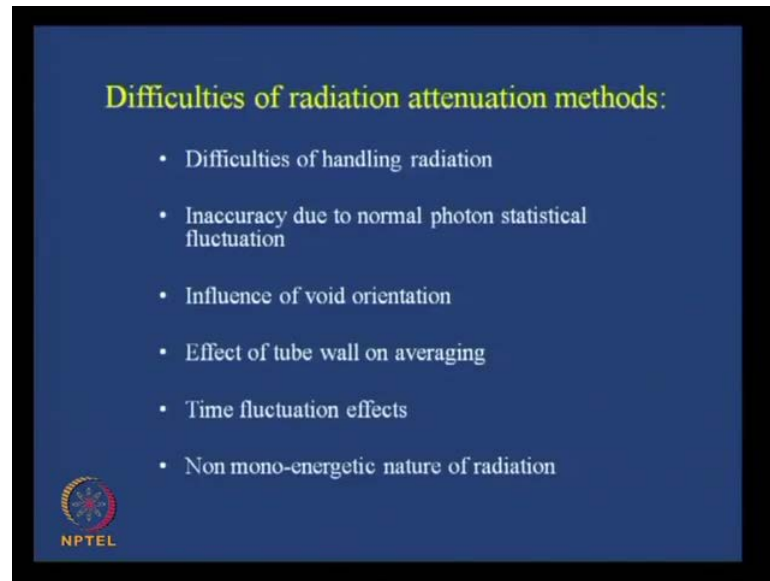 Difficulties of radiation attenuation methods:
• Difficulties of handling radiation
• Inaccuracy due to normal photon statistical
fluctuation
• Influence of void orientation
• Effect of tube wall on averaging
• Time fluctuation effects
• Non mono-energetic nature of radiation
NPTEL